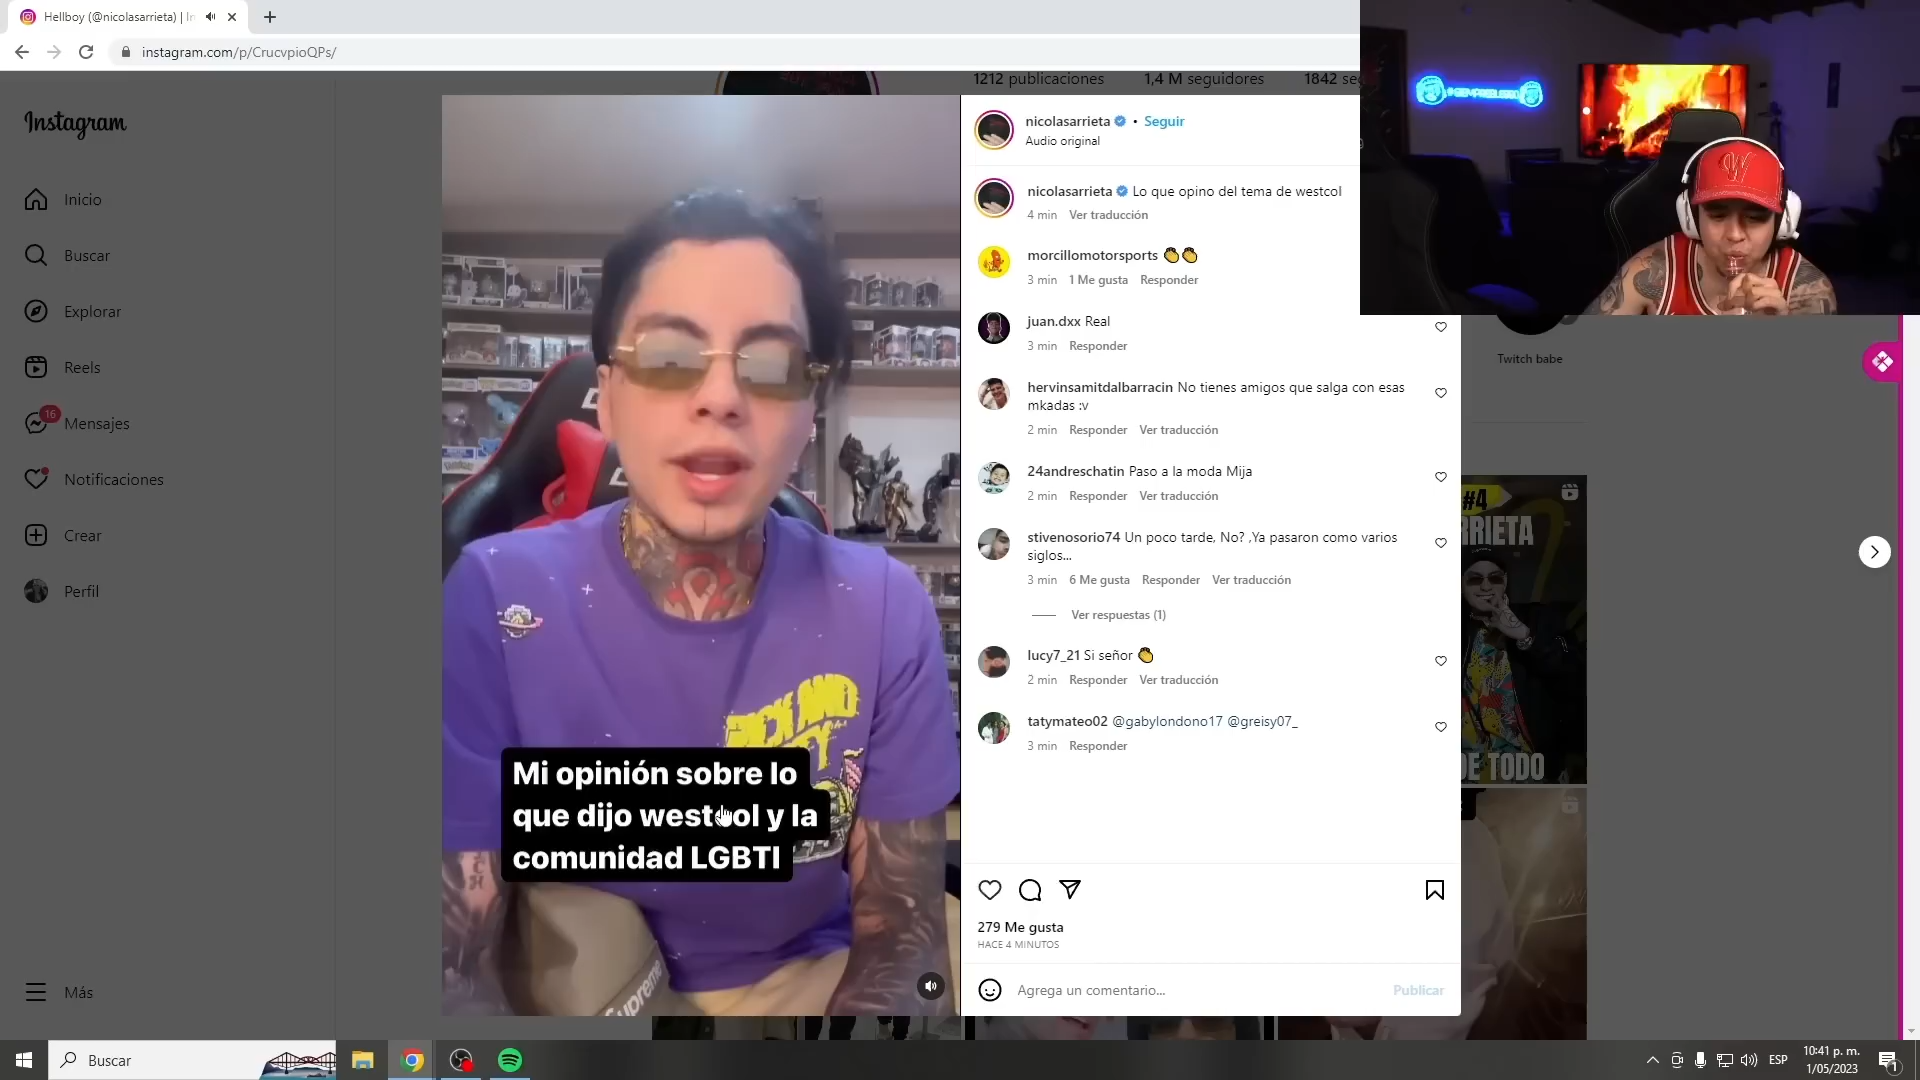 Hellboy (@nicolasarrieta) | In
instagram.com/p/CrucvpioQPs/
1212 publicaciones 1,4 M seguidores 1842 se
Instagram
Inicio
Buscar
Explorar
Reels
16
Mensajes
Notificaciones
Crear
Perfil
Más
Mi opinión sobre lo
que dijo westcol y la
comunidad LGBTI
Supreme
nicolasarrieta • Seguir
Audio original
nicolasarrieta Lo que opino del tema de westcol
4 min Ver traducción
morcillomotorsports 👏👏
3 min 1 Me gusta Responder
juan.dxx Real
3 min Responder
hervinsamitdalbarracin No tienes amigos que salga con esas
mkadas :v
2 min Responder Ver traducción
24andreschatin Paso a la moda Mija
2 min Responder Ver traducción
stivenosorio74 Un poco tarde, No? ,Ya pasaron como varios
siglos...
3 min 6 Me gusta Responder Ver traducción
Ver respuestas (1)
lucy7_21 Si señor 👏
2 min Responder Ver traducción
tatymateo02 @gabylondono17 @greisy07_
3 min Responder
279 Me gusta
HACE 4 MINUTOS
Agrega un comentario... Publicar
Twitch babe
#4
ARRIETA
DE TODO
Buscar
ESP
10:41 p. m.
1/05/2023
1